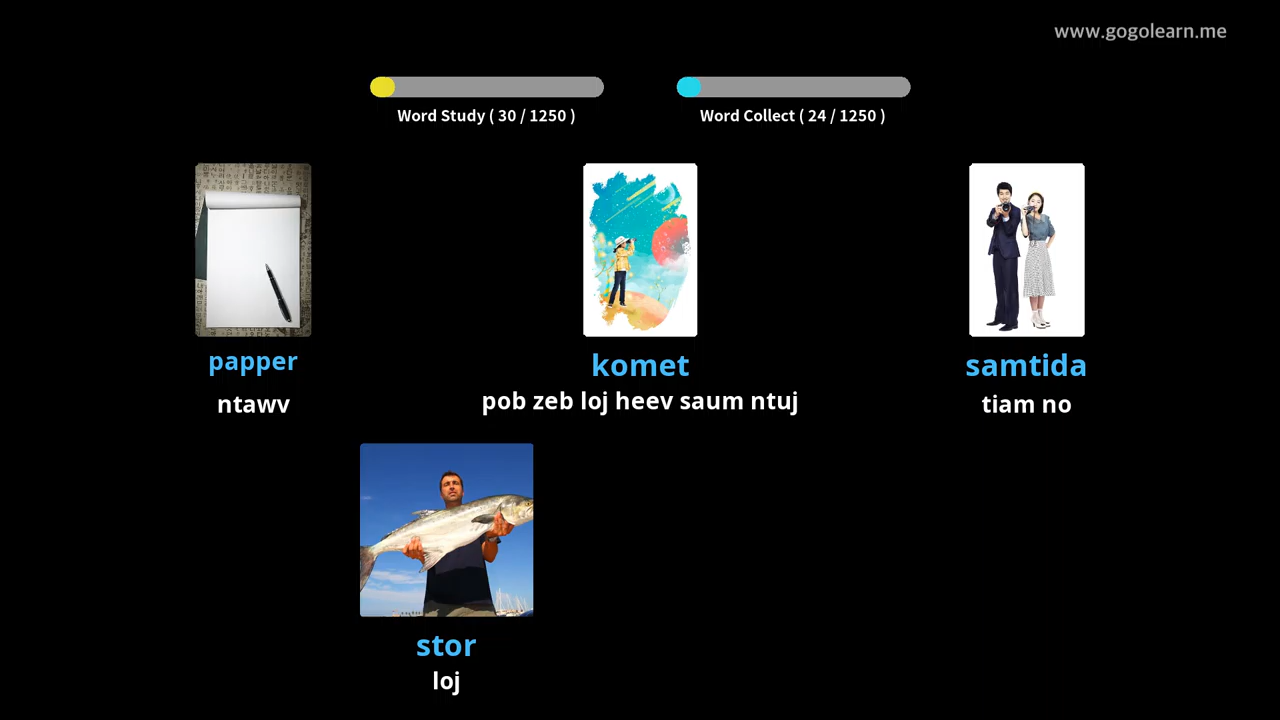 www.gogolearn.me
Word Study ( 30 / 1250 )
Word Collect ( 24 / 1250 )
papper
komet
samtida
ntawv
pob zeb loj heev saum ntuj
tiam no
stor
loj